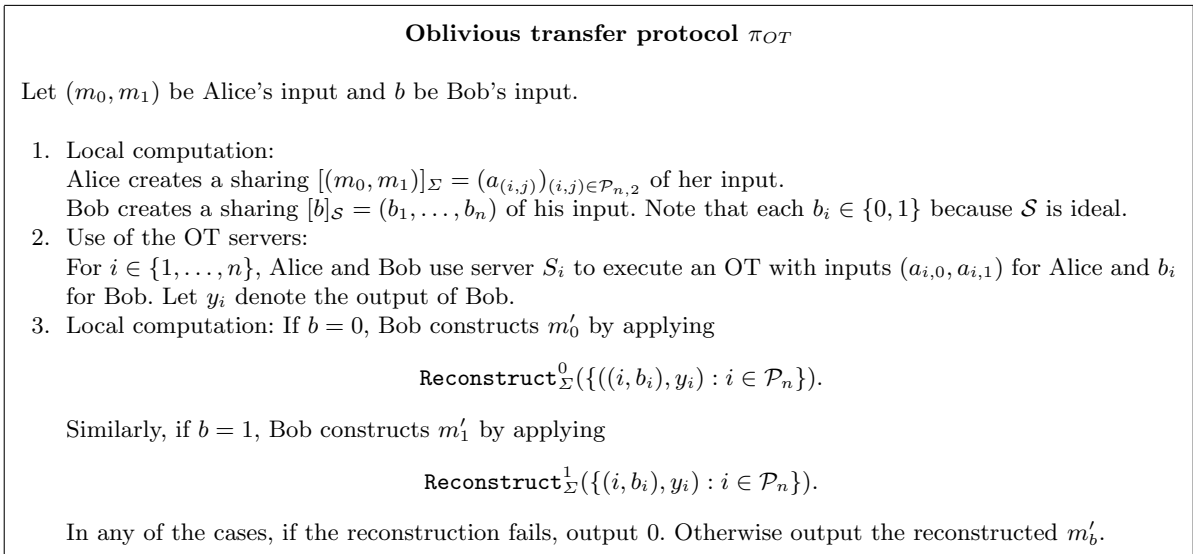 Oblivious transfer protocol π_OT
Let (m_0, m_1) be Alice's input and b be Bob's input.
1. Local computation:
Alice creates a sharing [(m_0, m_1)]_Σ = (a_{(i,j)})_{(i,j)∈𝒫_{n,2}} of her input.
Bob creates a sharing [b]_𝒮 = (b_1, . . . , b_n) of his input. Note that each b_i ∈ {0, 1} because 𝒮 is ideal.
2. Use of the OT servers:
For i ∈ {1, . . . , n}, Alice and Bob use server S_i to execute an OT with inputs (a_{i,0}, a_{i,1}) for Alice and b_i
for Bob. Let y_i denote the output of Bob.
3. Local computation: If b = 0, Bob constructs m′_0 by applying
Reconstruct^0_Σ({((i, b_i), y_i) : i ∈ 𝒫_n}).
Similarly, if b = 1, Bob constructs m′_1 by applying
Reconstruct^1_Σ({(i, b_i), y_i) : i ∈ 𝒫_n}).
In any of the cases, if the reconstruction fails, output 0. Otherwise output the reconstructed m′_b.